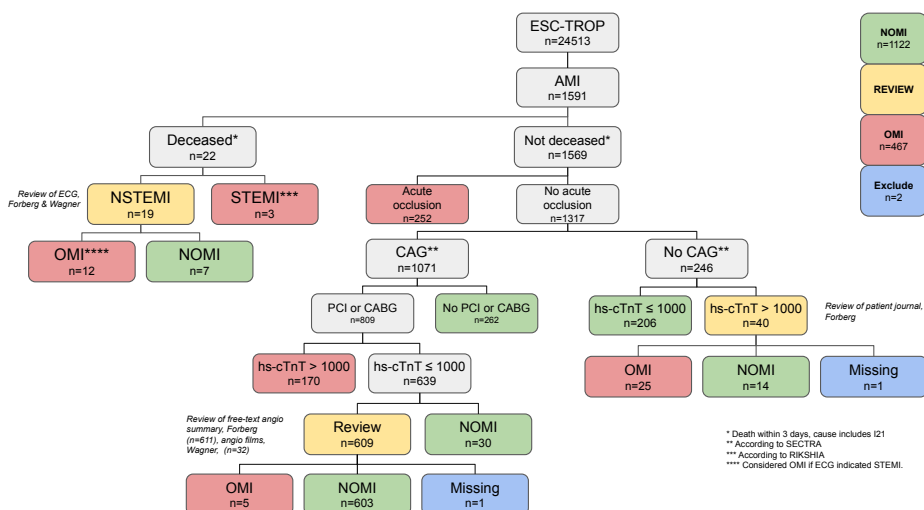 ESC-TROP
n=24513
AMI
n=1591
Deceased*
n=22
Not deceased*
n=1569
Review of ECG,
Forberg & Wagner
NSTEMI
n=19
STEMI***
n=3
Acute
occlusion
n=252
No acute
occlusion
n=1317
OMI****
n=12
NOMI
n=7
CAG**
n=1071
No CAG**
n=246
PCI or CABG
n=809
No PCI or CABG
n=262
hs-cTnT ≤ 1000
n=206
hs-cTnT > 1000
n=40
Review of patient journal,
Forberg
hs-cTnT > 1000
n=170
hs-cTnT ≤ 1000
n=639
OMI
n=25
NOMI
n=14
Missing
n=1
Review of free-text angio
summary, Forberg
(n=611), angio films,
Wagner, (n=32)
Review
n=609
NOMI
n=30
OMI
n=5
NOMI
n=603
Missing
n=1
* Death within 3 days, cause includes I21
** According to SECTRA
*** According to RIKSHIA
**** Considered OMI if ECG indicated STEMI.
NOMI
n=1122
REVIEW
OMI
n=467
Exclude
n=2